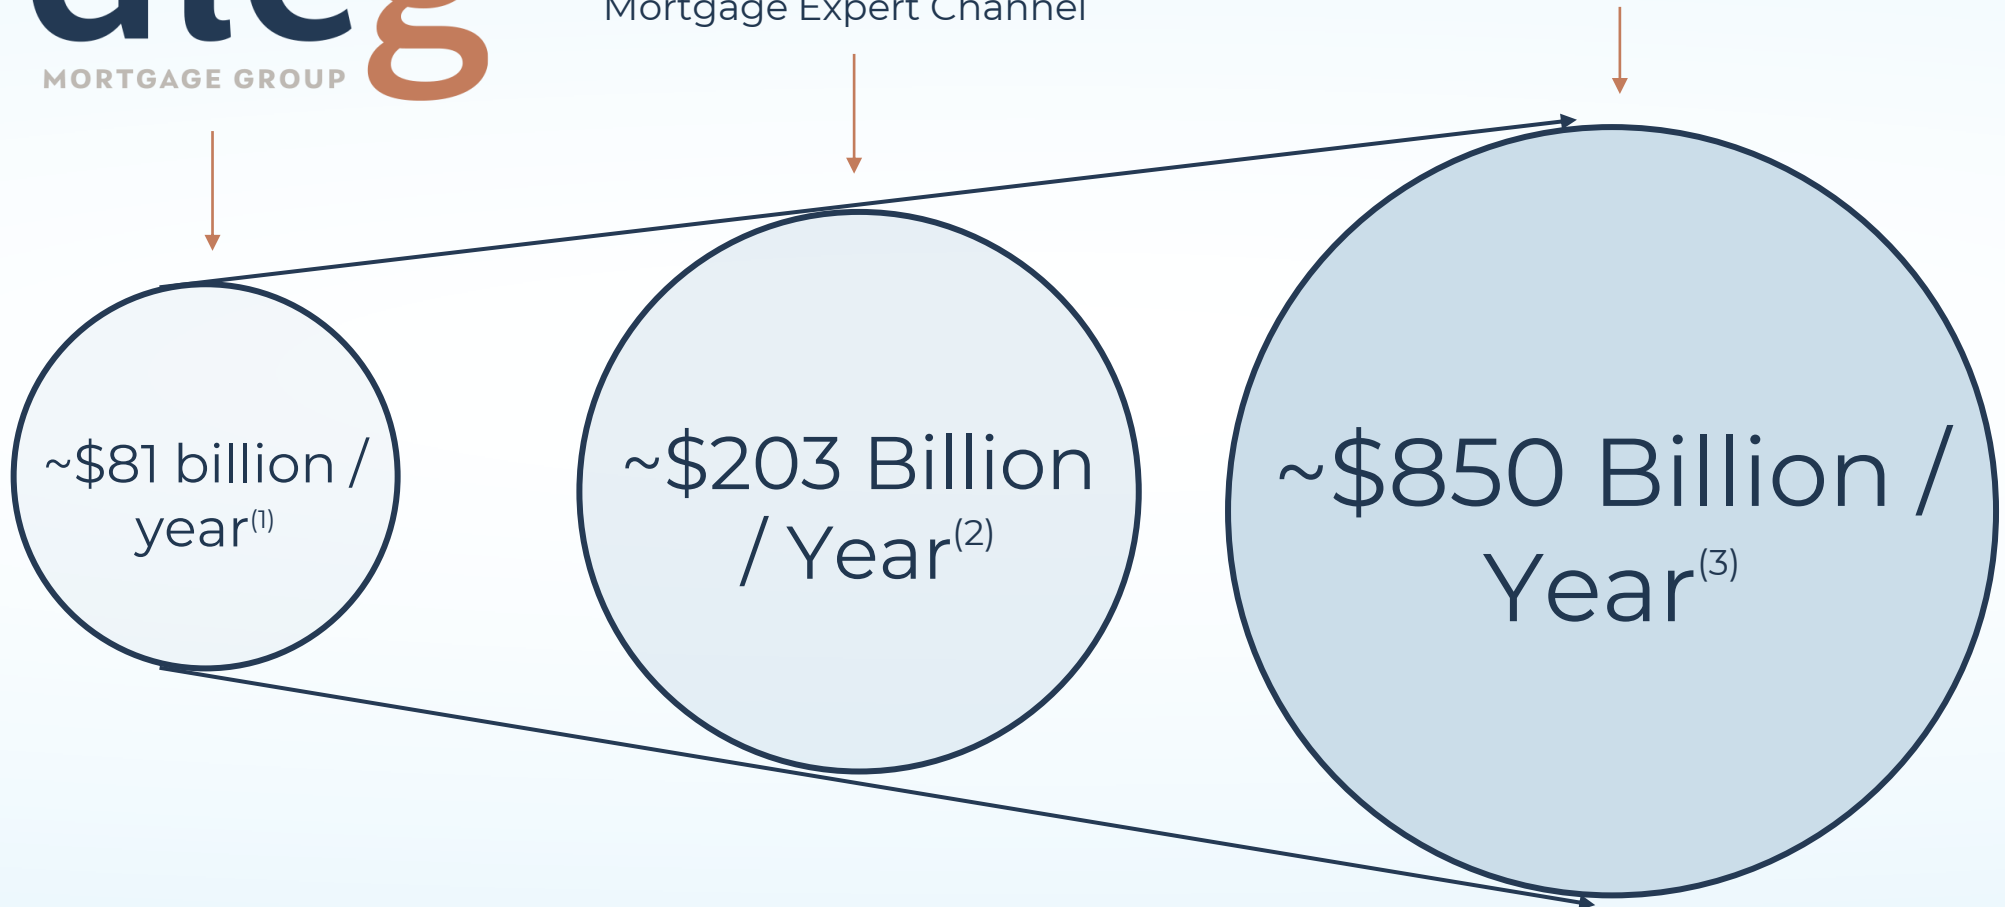 Mortgage Expert Channel
MORTGAGE GROUP
~$81 billion /
year(1)
~$203 Billion
/ Year(2)
~$850 Billion /
Year(3)